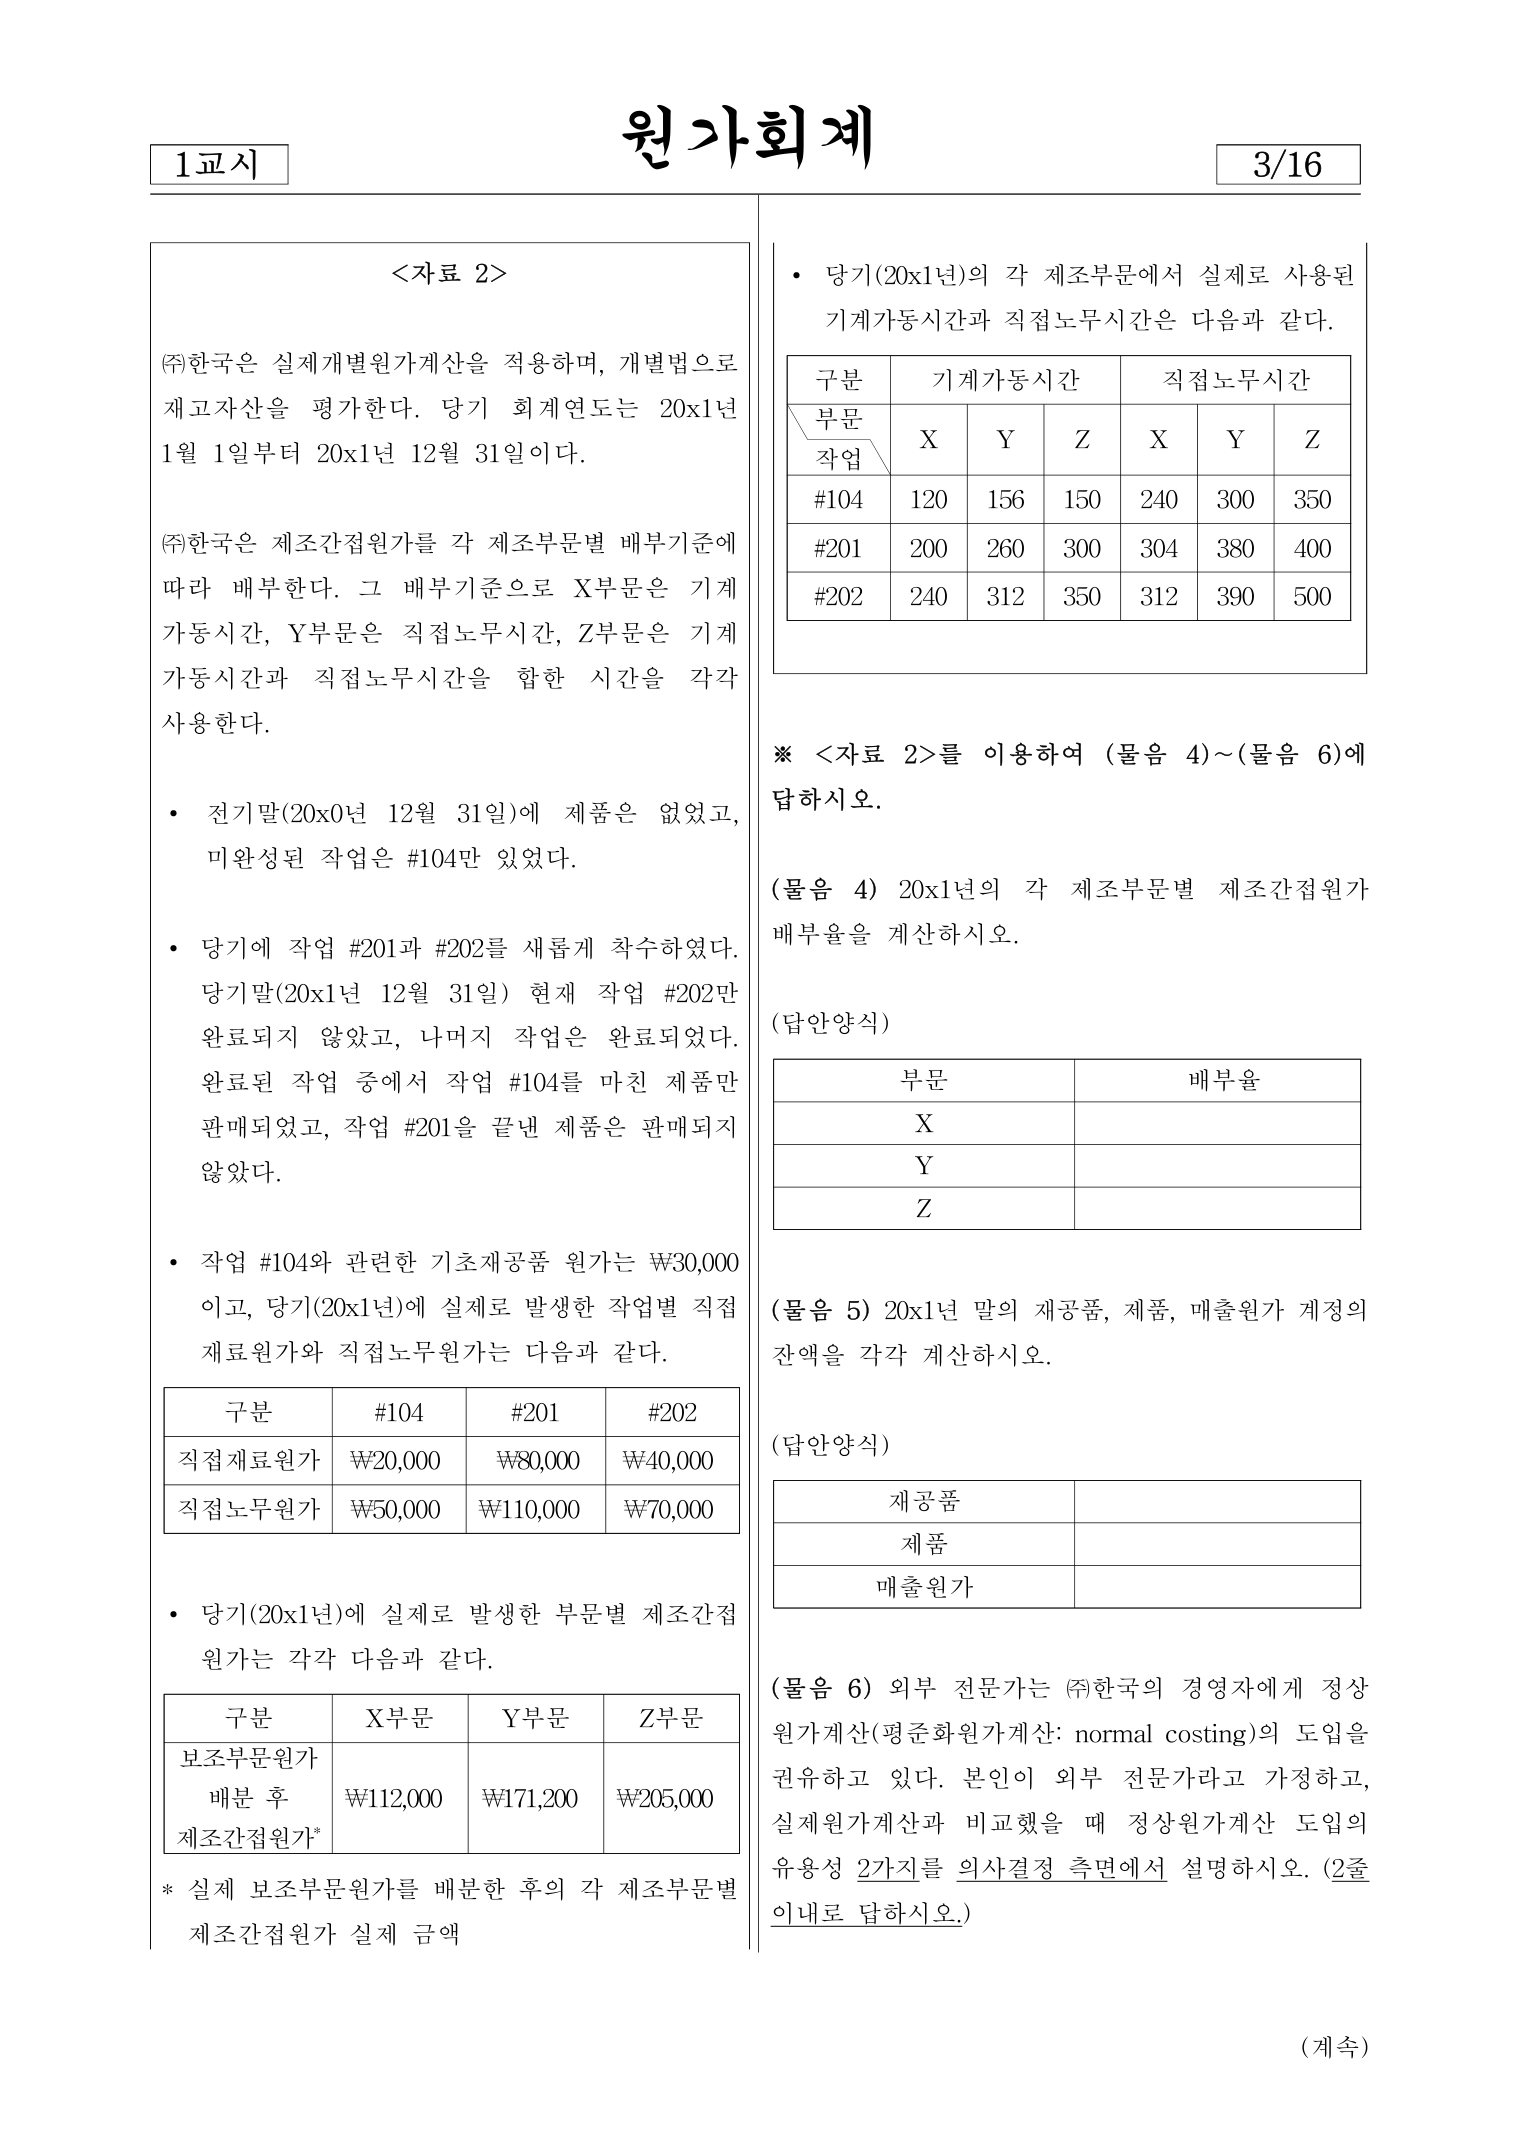 원가회계
1교시
3/16
<자료 2>
㈜한국은 실제개별원가계산을 적용하며, 개별법으로
재고자산을 평가한다. 당기 회계연도는 20x1년
1월 1일부터 20x1년 12월 31일이다.
㈜한국은 제조간접원가를 각 제조부문별 배부기준에
따라 배부한다. 그 배부기준으로 X부문은 기계
가동시간, Y부문은 직접노무시간, Z부문은 기계
가동시간과 직접노무시간을 합한 시간을 각각
사용한다.
• 전기말(20x0년 12월 31일)에 제품은 없었고,
미완성된 작업은 #104만 있었다.
• 당기에 작업 #201과 #202를 새롭게 착수하였다.
당기말(20x1년 12월 31일) 현재 작업 #202만
완료되지 않았고, 나머지 작업은 완료되었다.
완료된 작업 중에서 작업 #104를 마친 제품만
판매되었고, 작업 #201을 끝낸 제품은 판매되지
않았다.
• 작업 #104와 관련한 기초재공품 원가는 ₩30,000
이고, 당기(20x1년)에 실제로 발생한 작업별 직접
재료원가와 직접노무원가는 다음과 같다.
구분 #104 #201 #202
직접재료원가 ₩20,000 ₩80,000 ₩40,000
직접노무원가 ₩50,000 ₩110,000 ₩70,000
• 당기(20x1년)에 실제로 발생한 부문별 제조간접
원가는 각각 다음과 같다.
구분 X부문 Y부문 Z부문
보조부문원가
배분 후 ₩112,000 ₩171,200 ₩205,000
제조간접원가*
* 실제 보조부문원가를 배분한 후의 각 제조부문별
제조간접원가 실제 금액
• 당기(20x1년)의 각 제조부문에서 실제로 사용된
기계가동시간과 직접노무시간은 다음과 같다.
구분 기계가동시간 직접노무시간
부문
작업 X Y Z X Y Z
#104 120 156 150 240 300 350
#201 200 260 300 304 380 400
#202 240 312 350 312 390 500
※ <자료 2>를 이용하여 (물음 4)~(물음 6)에
답하시오.
(물음 4) 20x1년의 각 제조부문별 제조간접원가
배부율을 계산하시오.
(답안양식)
부문 배부율
X
Y
Z
(물음 5) 20x1년 말의 재공품, 제품, 매출원가 계정의
잔액을 각각 계산하시오.
(답안양식)
재공품
제품
매출원가
(물음 6) 외부 전문가는 ㈜한국의 경영자에게 정상
원가계산(평준화원가계산: normal costing)의 도입을
권유하고 있다. 본인이 외부 전문가라고 가정하고,
실제원가계산과 비교했을 때 정상원가계산 도입의
유용성 2가지를 의사결정 측면에서 설명하시오. (2줄
이내로 답하시오.)
(계속)